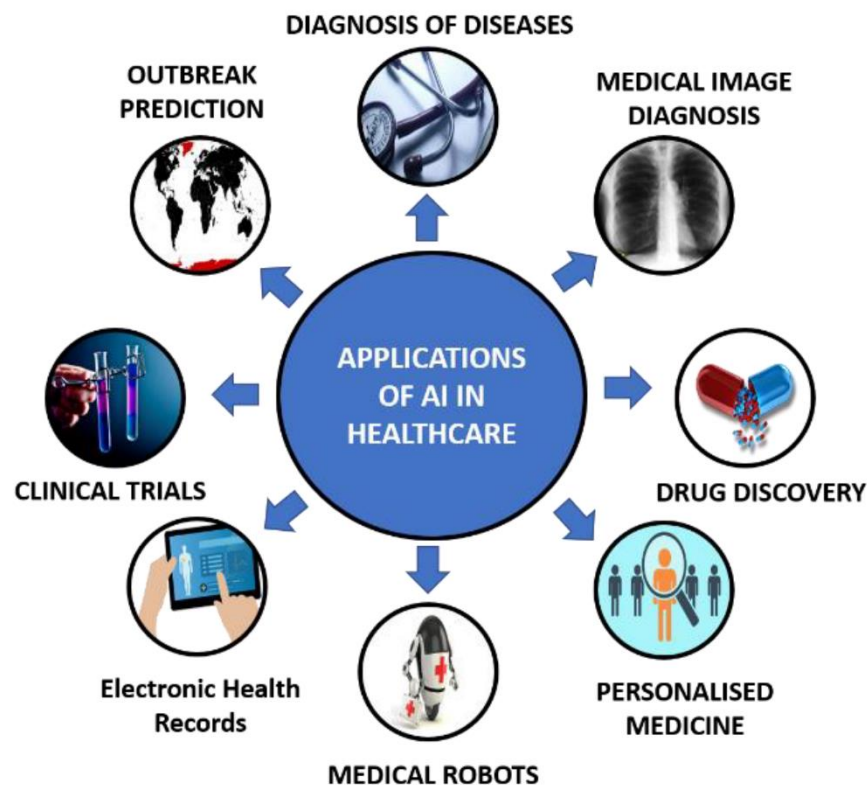 DIAGNOSIS OF DISEASES
OUTBREAK
PREDICTION
MEDICAL IMAGE
DIAGNOSIS
APPLICATIONS
OF AI IN
HEALTHCARE
CLINICAL TRIALS
DRUG DISCOVERY
Electronic Health
Records
PERSONALISED
MEDICINE
MEDICAL ROBOTS